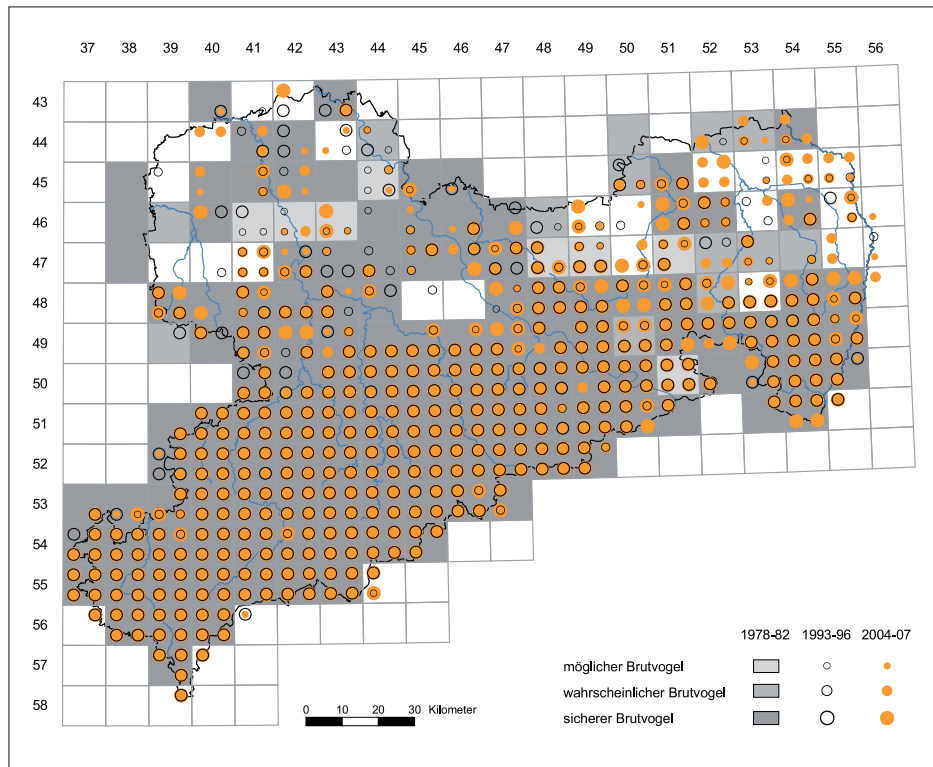 37 38 39 40 41 42 43 44 45 46 47 48 49 50 51 52 53 54 55 56
43
44
45
46
47
48
49
50
51
52
53
54
55
56
57
58
1978-82 1993-96 2004-07
möglicher Brutvogel
wahrscheinlicher Brutvogel
sicherer Brutvogel
0 10 20 30 Kilometer